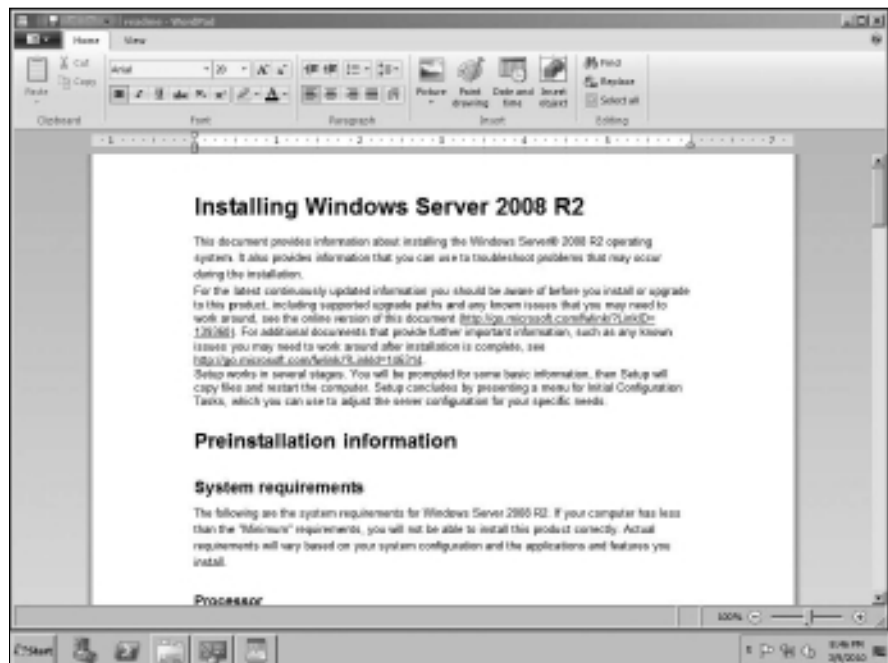 readme - WordPad
Home View
Cut
Copy
Paste
Clipboard
Arial 20
Font
Paragraph
Picture
Paint drawing
Date and time
Insert object
Insert
Find
Replace
Select all
Editing
Installing Windows Server 2008 R2
This document provides information about installing the Windows Server® 2008 R2 operating
system. It also provides information that you can use to troubleshoot problems that may occur
during the installation.
For the latest continuously updated information you should be aware of before you install or upgrade
to this product, including supported upgrade paths and any known issues that you may need to
work around, see the online version of this document (http://go.microsoft.com/fwlink/?LinkID=
139360). For additional documents that provide further important information, such as any known
issues you may need to work around after installation is complete, see
Setup works in several stages. You will be prompted for some basic information, then Setup will
copy files and restart the computer. Setup concludes by presenting a menu for Initial Configuration
Tasks, which you can use to adjust the server configuration for your specific needs.
Preinstallation information
System requirements
The following are the system requirements for Windows Server 2008 R2. If your computer has less
than the "Minimum" requirements, you will not be able to install this product correctly. Actual
requirements will vary based on your system configuration and the applications and features you
install.
Processor
100%
Start